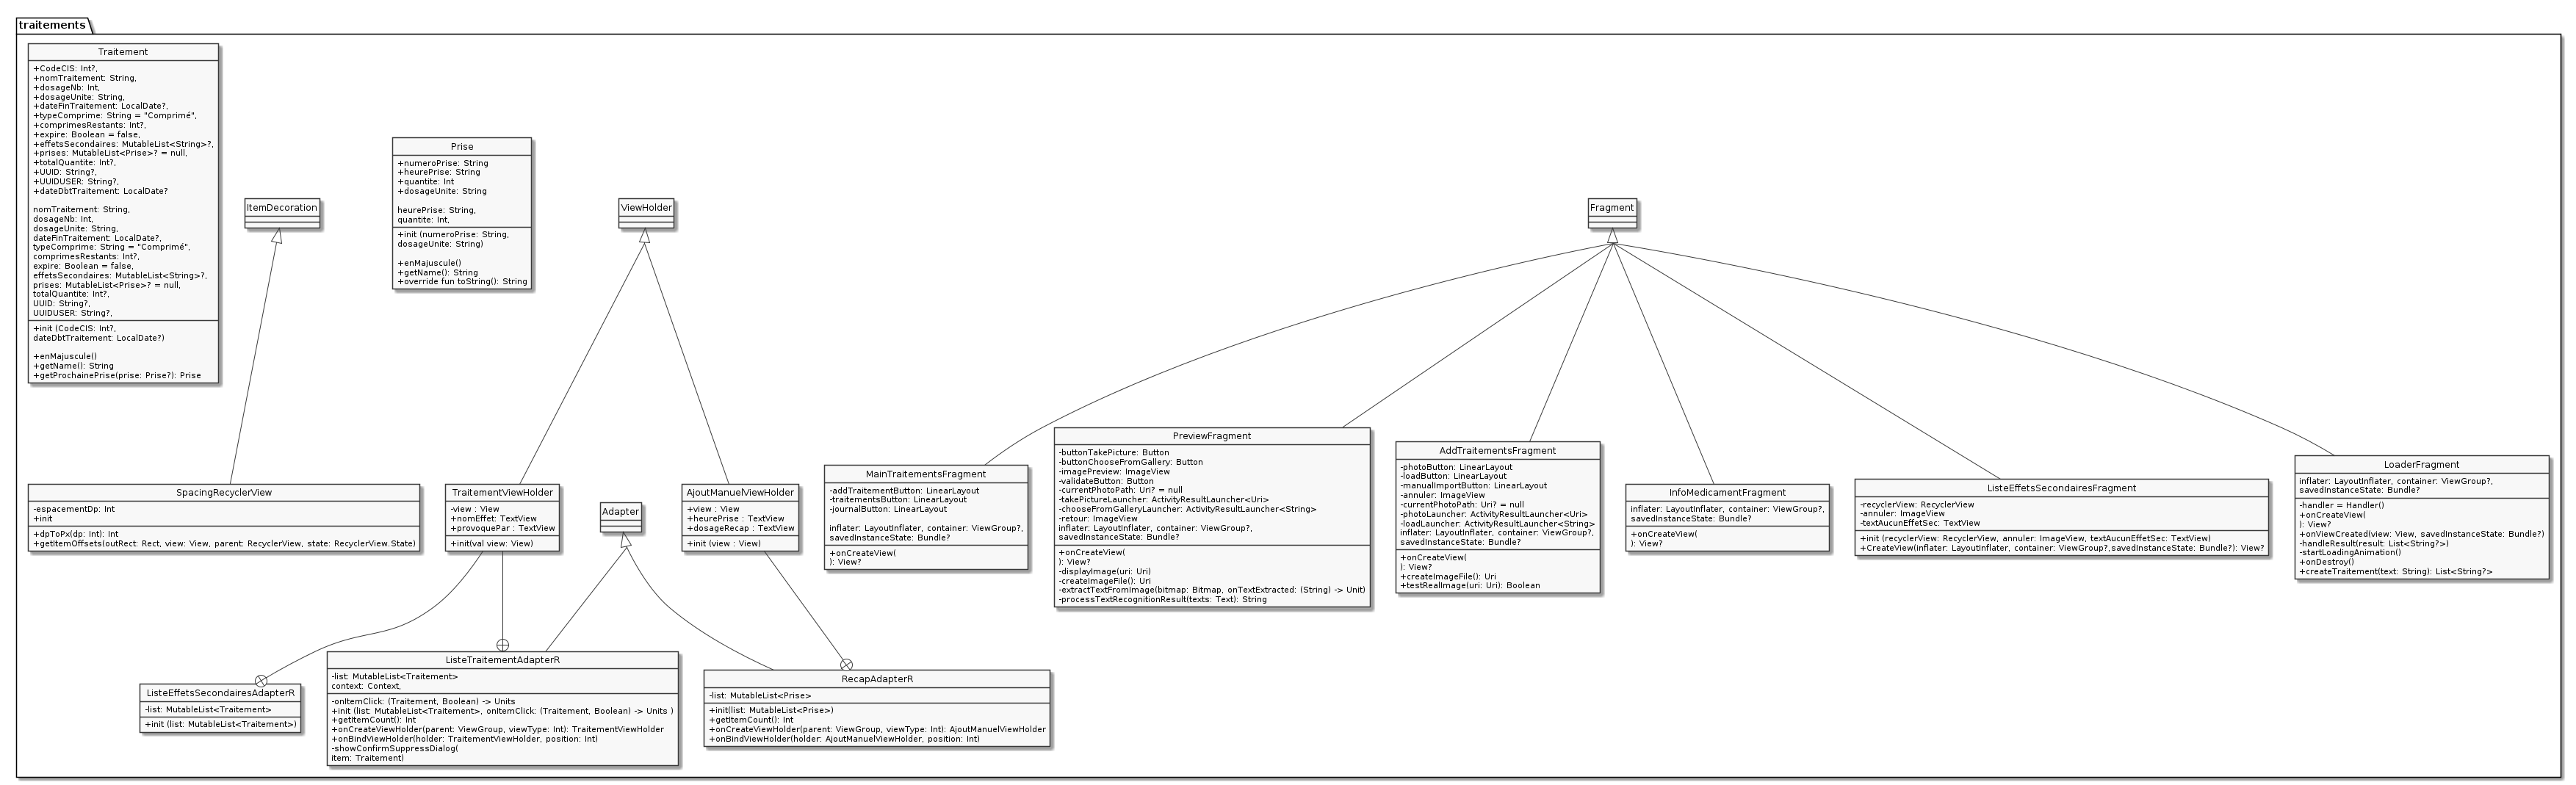 traitements
Traitement
+CodeCIS: Int?,
+nomTraitement: String,
+dosageNb: Int,
+dosageUnite: String,
+dateFinTraitement: LocalDate?,
+typeComprime: String = "Comprimé",
+comprimesRestants: Int?,
+expire: Boolean = false,
+effetsSecondaires: MutableList<String>?,
+prises: MutableList<Prise>? = null,
+totalQuantite: Int?,
+UUID: String?,
+UUIDUSER: String?,
+dateDbtTraitement: LocalDate?
nomTraitement: String,
dosageNb: Int,
dosageUnite: String,
dateFinTraitement: LocalDate?,
typeComprime: String = "Comprimé",
comprimesRestants: Int?,
expire: Boolean = false,
effetsSecondaires: MutableList<String>?,
prises: MutableList<Prise>? = null,
totalQuantite: Int?,
UUID: String?,
UUIDUSER: String?,
+init (CodeCIS: Int?,
dateDbtTraitement: LocalDate?)
+enMajuscule()
+getName(): String
+getProchainePrise(prise: Prise?): Prise
ItemDecoration
Prise
+numeroPrise: String
+heurePrise: String
+quantite: Int
+dosageUnite: String
heurePrise: String,
quantite: Int,
+init (numeroPrise: String,
dosageUnite: String)
+enMajuscule()
+getName(): String
+override fun toString(): String
ViewHolder
Fragment
SpacingRecyclerView
-espacementDp: Int
+init
+dpToPx(dp: Int): Int
+getItemOffsets(outRect: Rect, view: View, parent: RecyclerView, state: RecyclerView.State)
TraitementViewHolder
-view : View
+nomEffet: TextView
+provoquePar : TextView
+init(val view: View)
Adapter
AjoutManuelViewHolder
+view : View
+heurePrise : TextView
+dosageRecap : TextView
+init (view : View)
MainTraitementsFragment
-addTraitementButton: LinearLayout
-traitementsButton: LinearLayout
-journalButton: LinearLayout
inflater: LayoutInflater, container: ViewGroup?,
savedInstanceState: Bundle?
+onCreateView(
): View?
PreviewFragment
-buttonTakePicture: Button
-buttonChooseFromGallery: Button
-imagePreview: ImageView
-validateButton: Button
-currentPhotoPath: Uri? = null
-takePictureLauncher: ActivityResultLauncher<Uri>
-chooseFromGalleryLauncher: ActivityResultLauncher<String>
-retour: ImageView
inflater: LayoutInflater, container: ViewGroup?,
savedInstanceState: Bundle?
+onCreateView(
): View?
-displayImage(uri: Uri)
-createImageFile(): Uri
-extractTextFromImage(bitmap: Bitmap, onTextExtracted: (String) -> Unit)
-processTextRecognitionResult(texts: Text): String
AddTraitementsFragment
-photoButton: LinearLayout
-loadButton: LinearLayout
-manualImportButton: LinearLayout
-annuler: ImageView
-currentPhotoPath: Uri? = null
-photoLauncher: ActivityResultLauncher<Uri>
-loadLauncher: ActivityResultLauncher<String>
inflater: LayoutInflater, container: ViewGroup?,
savedInstanceState: Bundle?
+onCreateView(
): View?
+createImageFile(): Uri
+testRealImage(uri: Uri): Boolean
InfoMedicamentFragment
inflater: LayoutInflater, container: ViewGroup?,
savedInstanceState: Bundle?
+onCreateView(
): View?
ListeEffetsSecondairesFragment
-recyclerView: RecyclerView
-annuler: ImageView
-textAucunEffetSec: TextView
+init (recyclerView: RecyclerView, annuler: ImageView, textAucunEffetSec: TextView)
+CreateView(inflater: LayoutInflater, container: ViewGroup?,savedInstanceState: Bundle?): View?
LoaderFragment
inflater: LayoutInflater, container: ViewGroup?,
savedInstanceState: Bundle?
-handler = Handler()
+onCreateView(
): View?
+onViewCreated(view: View, savedInstanceState: Bundle?)
-handleResult(result: List<String?>)
-startLoadingAnimation()
+onDestroy()
+createTraitement(text: String): List<String?>
ListeEffetsSecondairesAdapterR
-list: MutableList<Traitement>
+init (list: MutableList<Traitement>)
ListeTraitementAdapterR
-list: MutableList<Traitement>
context: Context,
-onItemClick: (Traitement, Boolean) -> Units
+init (list: MutableList<Traitement>, onItemClick: (Traitement, Boolean) -> Units )
+getItemCount(): Int
+onCreateViewHolder(parent: ViewGroup, viewType: Int): TraitementViewHolder
+onBindViewHolder(holder: TraitementViewHolder, position: Int)
-showConfirmSuppressDialog(
item: Traitement)
RecapAdapterR
-list: MutableList<Prise>
+init(list: MutableList<Prise>)
+getItemCount(): Int
+onCreateViewHolder(parent: ViewGroup, viewType: Int): AjoutManuelViewHolder
+onBindViewHolder(holder: AjoutManuelViewHolder, position: Int)